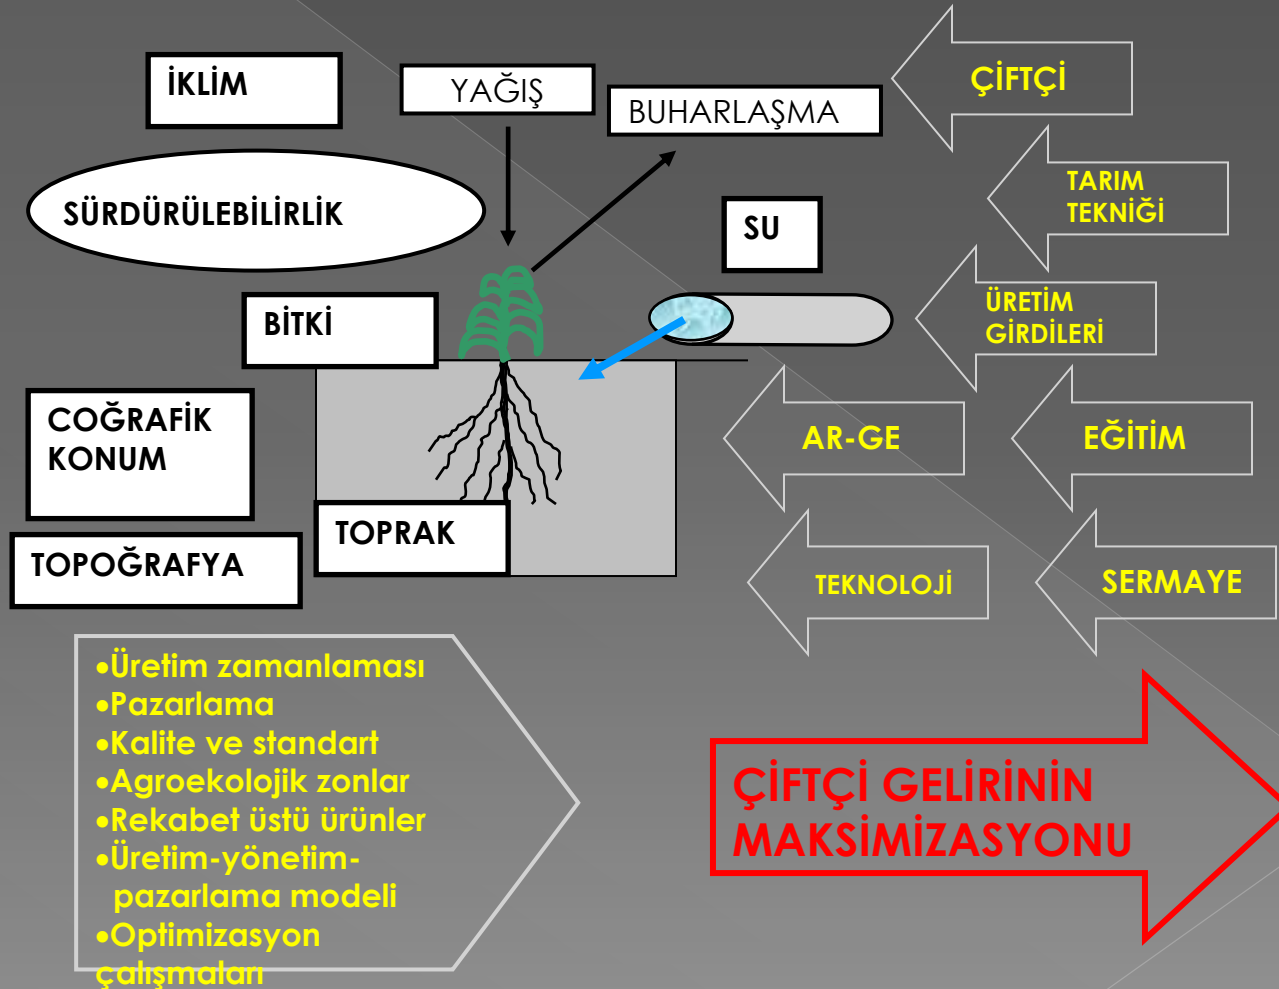 İKLİM
YAĞIŞ
BUHARLAŞMA
ÇİFTÇİ
SÜRDÜRÜLEBİLİRLİK
SU
TARIM
TEKNİĞİ
BİTKİ
ÜRETİM
GİRDİLERİ
COĞRAFİK
KONUM
AR-GE
EĞİTİM
TOPRAK
TOPOĞRAFYA
TEKNOLOJİ
SERMAYE
•Üretim zamanlaması
•Pazarlama
•Kalite ve standart
•Agroekolojik zonlar
•Rekabet üstü ürünler
•Üretim-yönetim-
pazarlama modeli
•Optimizasyon
çalışmaları
ÇİFTÇİ GELİRİNİN
MAKSİMİZASYONU